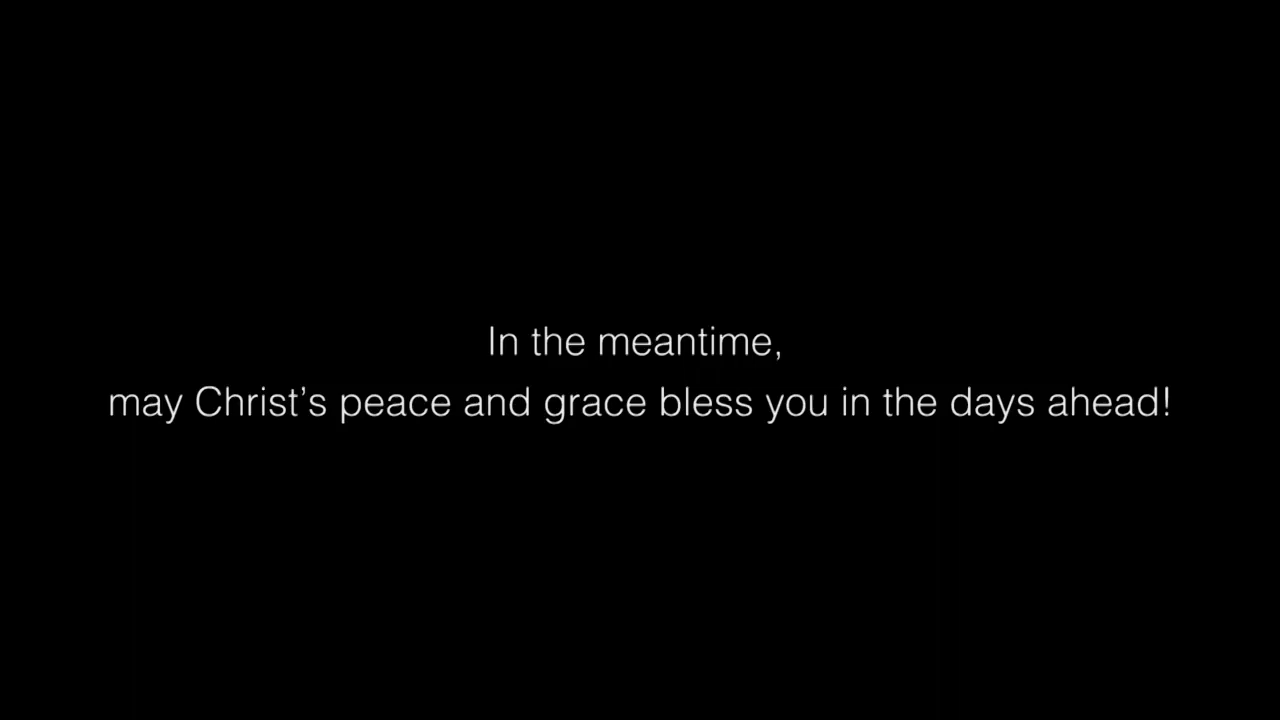 In the meantime,
may Christ’s peace and grace bless you in the days ahead!